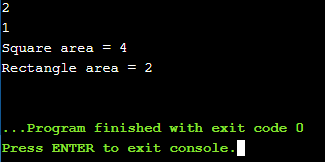 2
1
Square area = 4
Rectangle area = 2
...Program finished with exit code 0
Press ENTER to exit console.